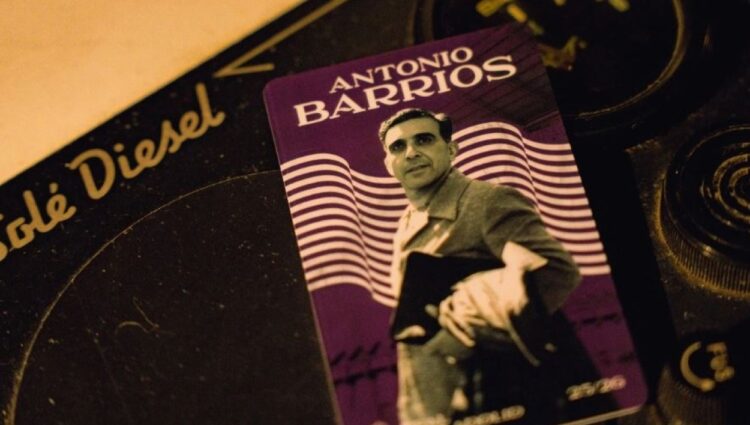 Solé Diesel
ANTONIO
BARRIOS
25/26